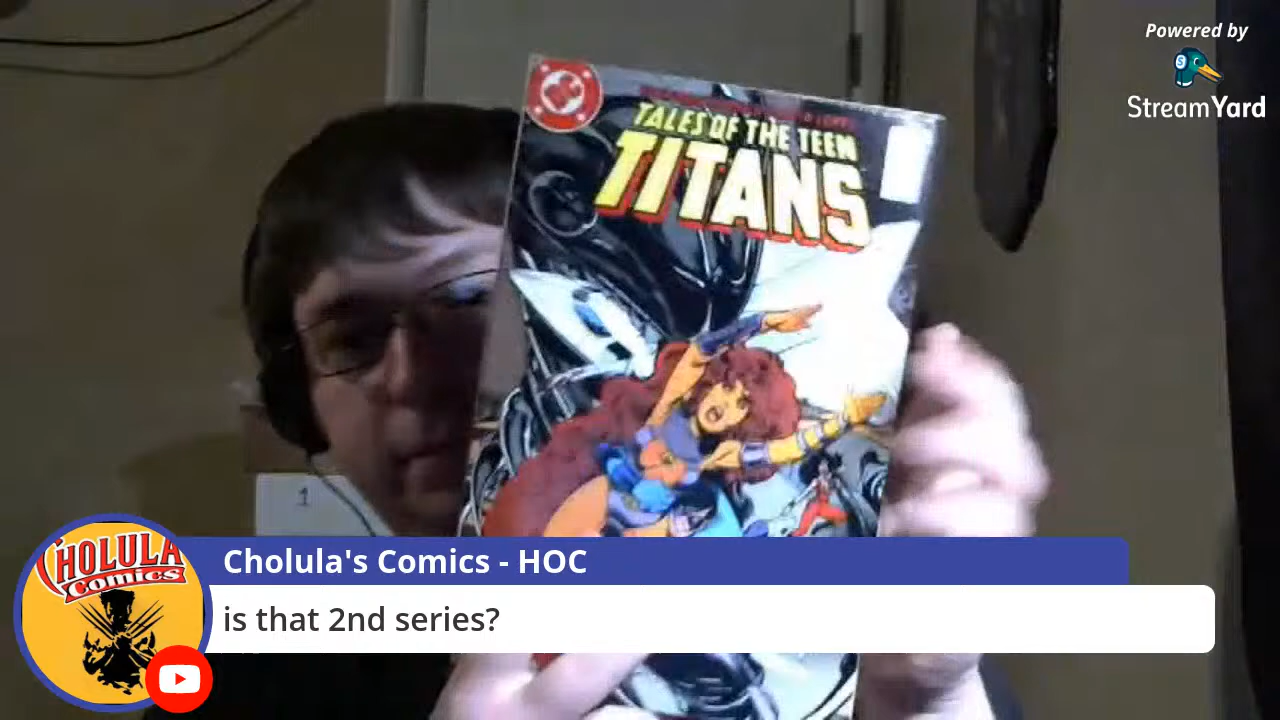 Powered by
StreamYard
S
DC
TALES OF THE TEEN
TITANS
1
CHOLULA'S
Comics
Cholula's Comics - HOC
is that 2nd series?